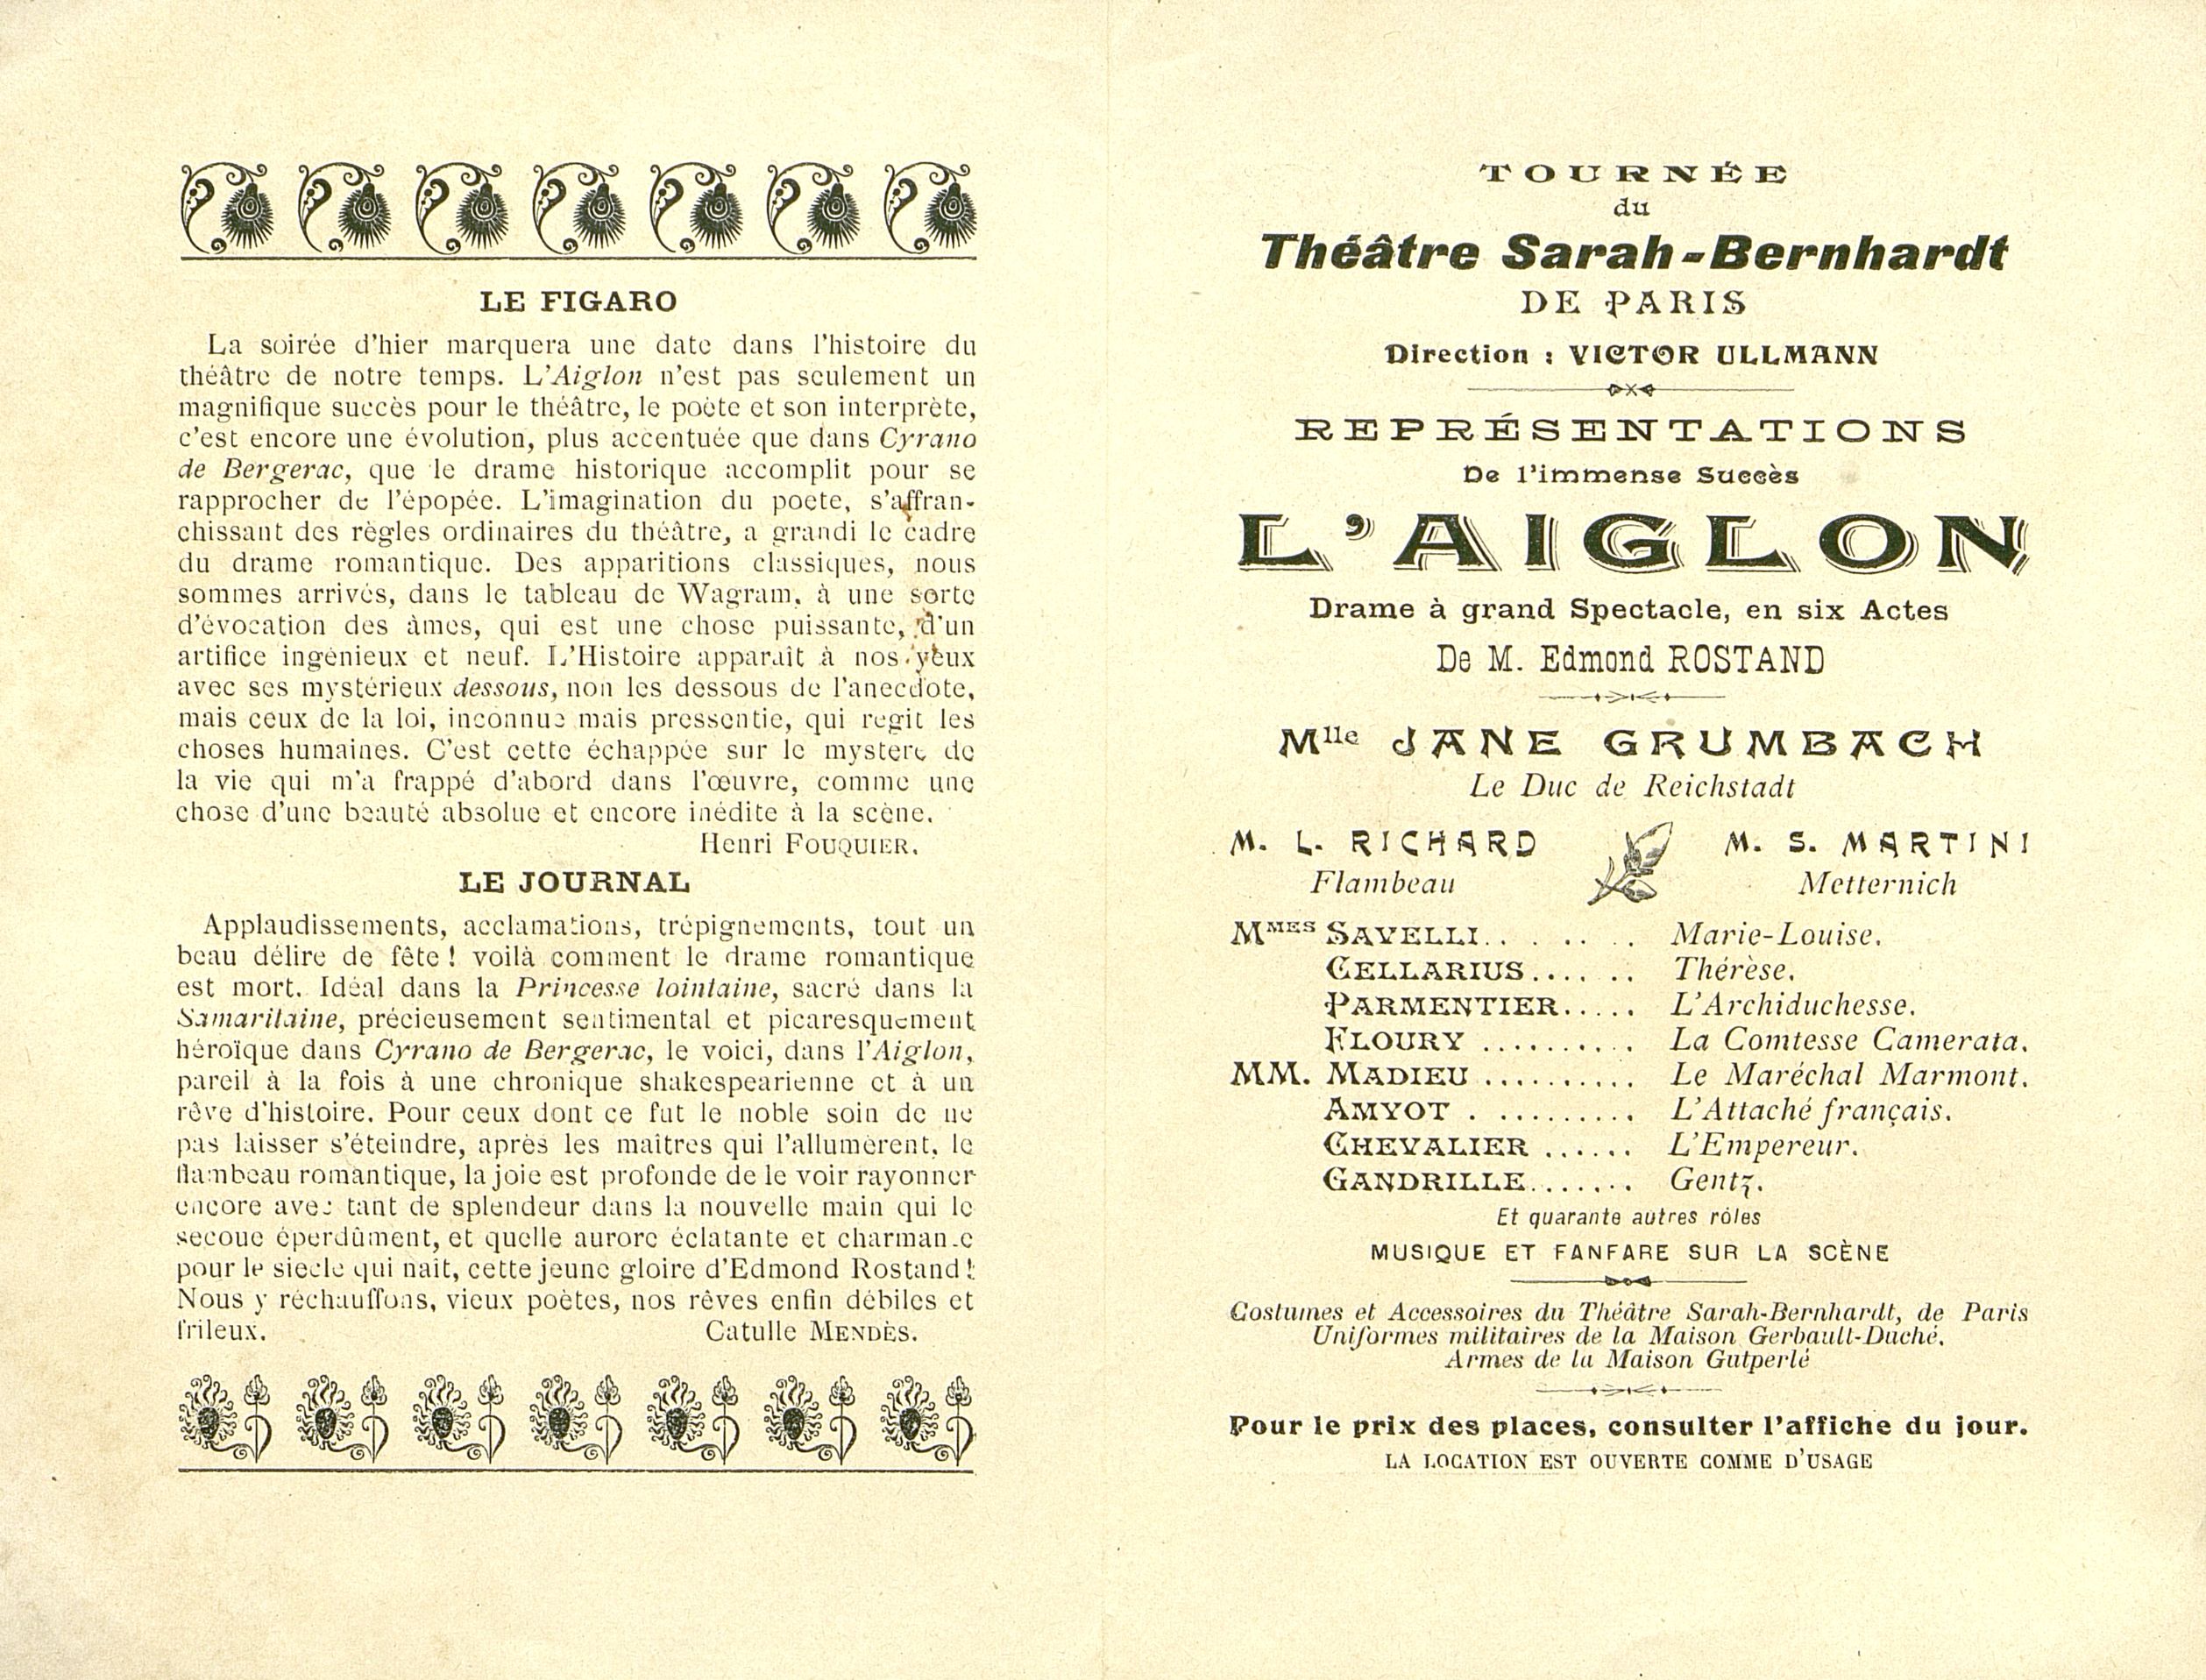 LE FIGARO
La soirée d'hier marquera une date dans l'histoire du
théâtre de notre temps. L'Aiglon n'est pas seulement un
magnifique succès pour le théâtre, le poète et son interprète,
c'est encore une évolution, plus accentuée que dans Cyrano
de Bergerac, que le drame historique accomplit pour se
rapprocher de l'épopée. L'imagination du poete, s'affran-
chissant des règles ordinaires du théâtre, a grandi le cadre
du drame romantique. Des apparitions classiques, nous
sommes arrivés, dans le tableau de Wagram, à une sorte
d'évocation des âmes, qui est une chose puissante, d'un
artifice ingénieux et neuf. L'Histoire apparaît à nos yeux
avec ses mystérieux dessous, non les dessous de l'anecdote,
mais ceux de la loi, inconnue mais pressentie, qui regit les
choses humaines. C'est cette échappée sur le mystere de
la vie qui m'a frappé d'abord dans l'œuvre, comme une
chose d'une beauté absolue et encore inédite à la scène.
Henri FOUQUIER.
LE JOURNAL
Applaudissements, acclamations, trépignements, tout un
beau délire de fête ! voilà comment le drame romantique
est mort. Idéal dans la Princesse lointaine, sacré dans la
Samaritaine, précieusement sentimental et picaresquement
héroïque dans Cyrano de Bergerac, le voici, dans l'Aiglon,
pareil à la fois à une chronique shakespearienne et à un
rêve d'histoire. Pour ceux dont ce fut le noble soin de ne
pas laisser s'éteindre, après les maîtres qui l'allumèrent, le
flambeau romantique, la joie est profonde de le voir rayonner
encore avec tant de splendeur dans la nouvelle main qui le
secoue éperdûment, et quelle aurore éclatante et charmante
pour le siecle qui nait, cette jeune gloire d'Edmond Rostand !
Nous y réchauffons, vieux poètes, nos rêves enfin débiles et
frileux.
Catulle MENDÈS.
TOURNÉE
du
Théâtre Sarah-Bernhardt
DE PARIS
Direction : VICTOR ULLMANN
REPRÉSENTATIONS
De l'immense Succès
L'AIGLON
Drame à grand Spectacle, en six Actes
De M. Edmond ROSTAND
Mlle JANE GRUMBACH
Le Duc de Reichstadt
M. L. RICHARD M. S. MARTINI
Flambeau Metternich
MMES SAVELLI.. . .. . Marie-Louise.
CELLARIUS.... .. Thérèse.
PARMENTIER..... L'Archiduchesse.
FLOURY .......... La Comtesse Camerata.
MM. MADIEU .......... Le Maréchal Marmont.
AMYOT . ......... L'Attaché français.
CHEVALIER ...... L'Empereur.
GANDRILLE....... Gentz.
Et quarante autres rôles
MUSIQUE ET FANFARE SUR LA SCÈNE
Costumes et Accessoires du Théâtre Sarah-Bernhardt, de Paris
Uniformes militaires de la Maison Gerbault-Duché.
Armes de la Maison Gutperlé
Pour le prix des places, consulter l'affiche du jour.
LA LOCATION EST OUVERTE COMME D'USAGE